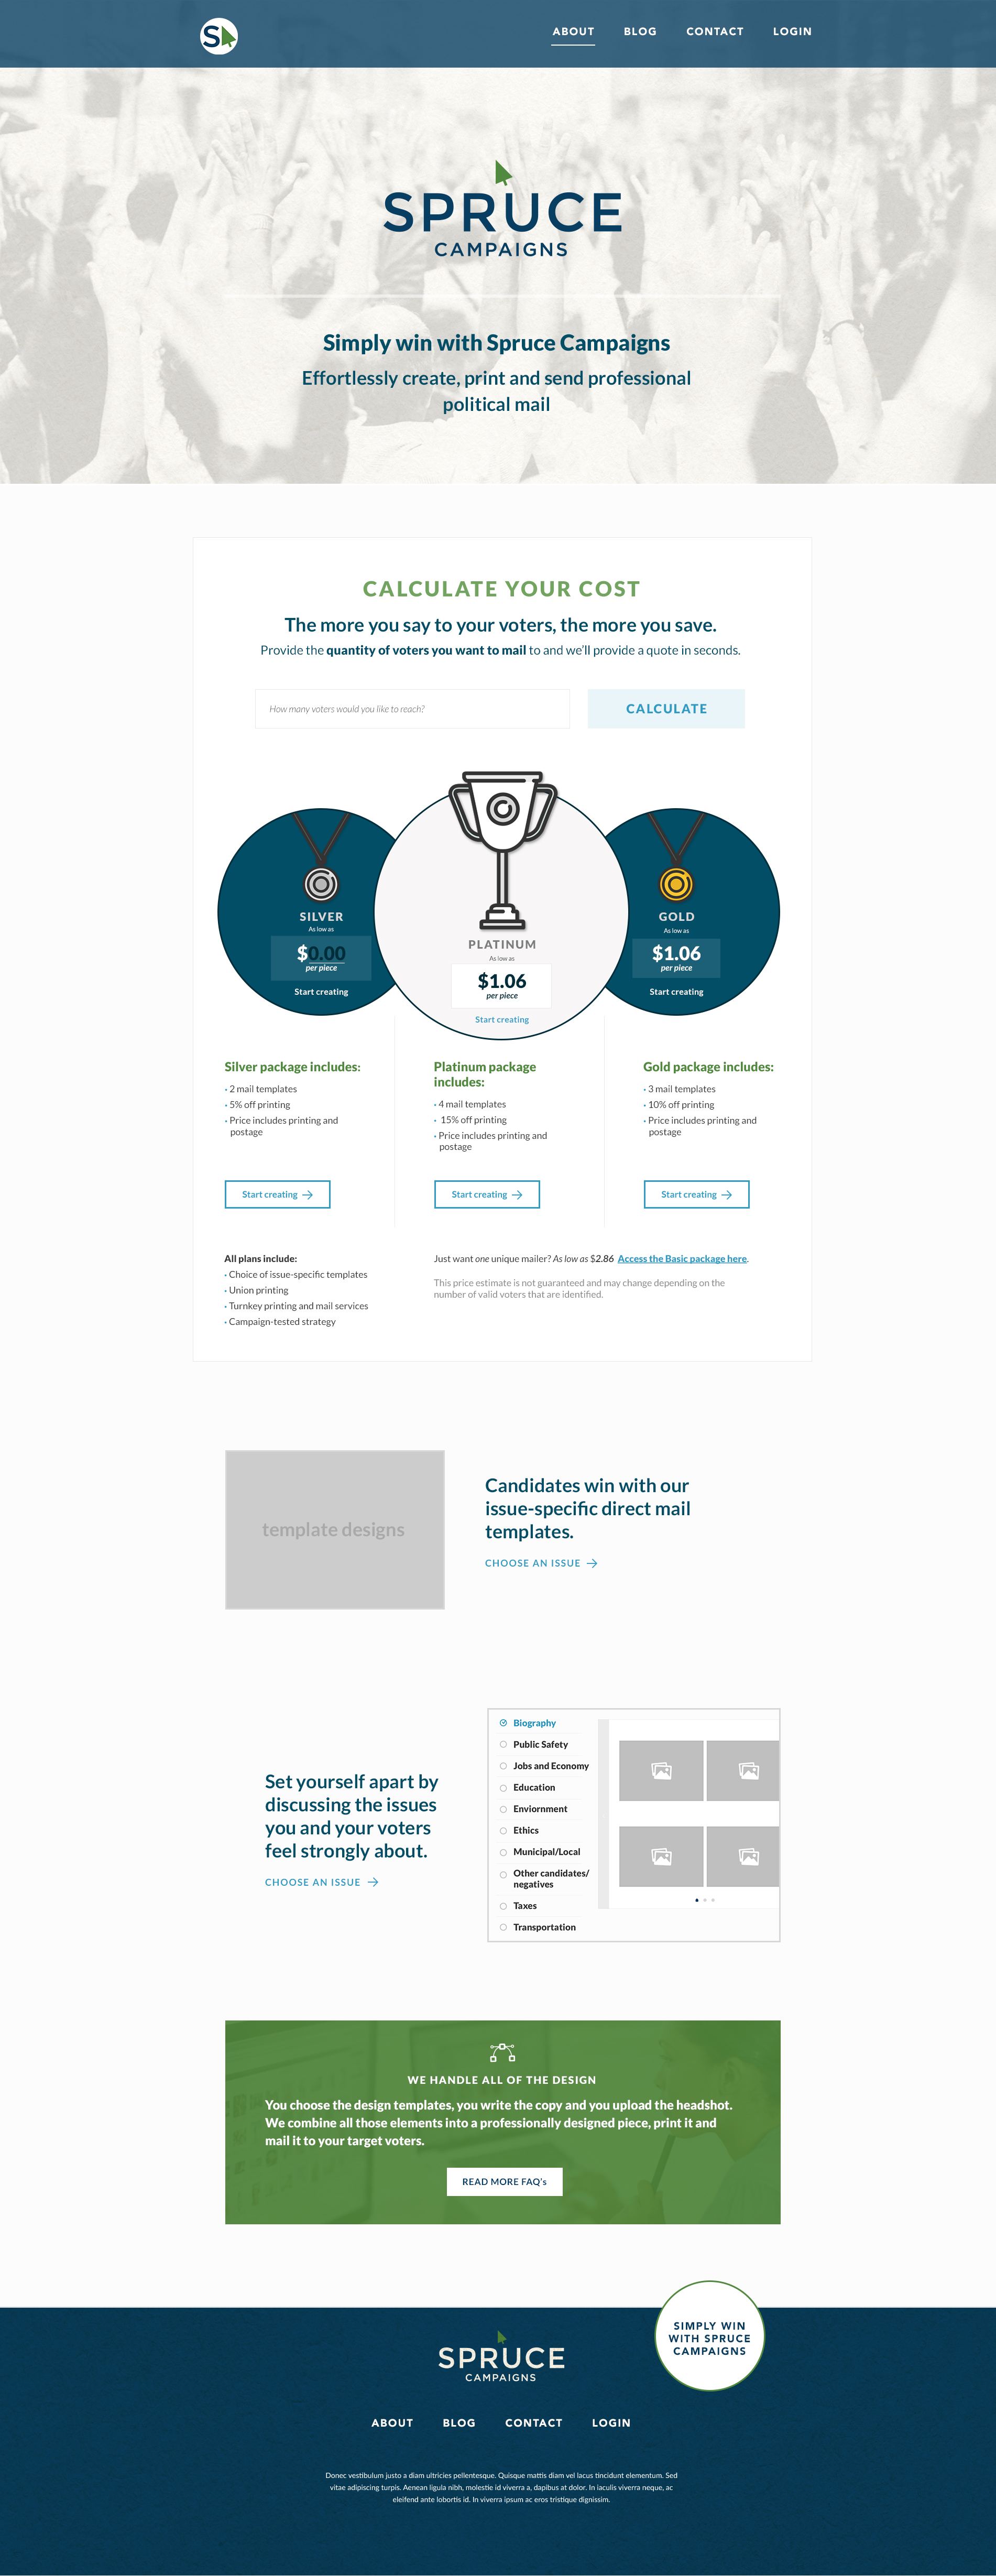 S
ABOUT BLOG CONTACT LOGIN
SPRUCE
CAMPAIGNS
Simply win with Spruce Campaigns
Effortlessly create, print and send professional
political mail
CALCULATE YOUR COST
The more you say to your voters, the more you save.
Provide the quantity of voters you want to mail to and we'll provide a quote in seconds.
How many voters would you like to reach?
CALCULATE
SILVER
As low as
$0.00
per piece
Start creating
PLATINUM
As low as
$1.06
per piece
Start creating
GOLD
As low as
$1.06
per piece
Start creating
Silver package includes:
· 2 mail templates
· 5% off printing
· Price includes printing and
postage
Start creating →
Platinum package
includes:
· 4 mail templates
· 15% off printing
· Price includes printing and
postage
Start creating →
Gold package includes:
· 3 mail templates
· 10% off printing
· Price includes printing and
postage
Start creating →
All plans include:
· Choice of issue-specific templates
· Union printing
· Turnkey printing and mail services
· Campaign-tested strategy
Just want one unique mailer? As low as $2.86 Access the Basic package here.
This price estimate is not guaranteed and may change depending on the
number of valid voters that are identified.
template designs
Candidates win with our
issue-specific direct mail
templates.
CHOOSE AN ISSUE →
Set yourself apart by
discussing the issues
you and your voters
feel strongly about.
CHOOSE AN ISSUE →
Biography
Public Safety
Jobs and Economy
Education
Enviornment
Ethics
Municipal/Local
Other candidates/
negatives
Taxes
Transportation
WE HANDLE ALL OF THE DESIGN
You choose the design templates, you write the copy and you upload the headshot.
We combine all those elements into a professionally designed piece, print it and
mail it to your target voters.
READ MORE FAQ's
SIMPLY WIN
WITH SPRUCE
CAMPAIGNS
SPRUCE
CAMPAIGNS
ABOUT BLOG CONTACT LOGIN
Donec vestibulum justo a diam ultricies pellentesque. Quisque mattis diam vel lacus tincidunt elementum. Sed
vitae adipiscing turpis. Aenean ligula nibh, molestie id viverra a, dapibus at dolor. In iaculis viverra neque, ac
eleifend ante lobortis id. In viverra ipsum ac eros tristique dignissim.